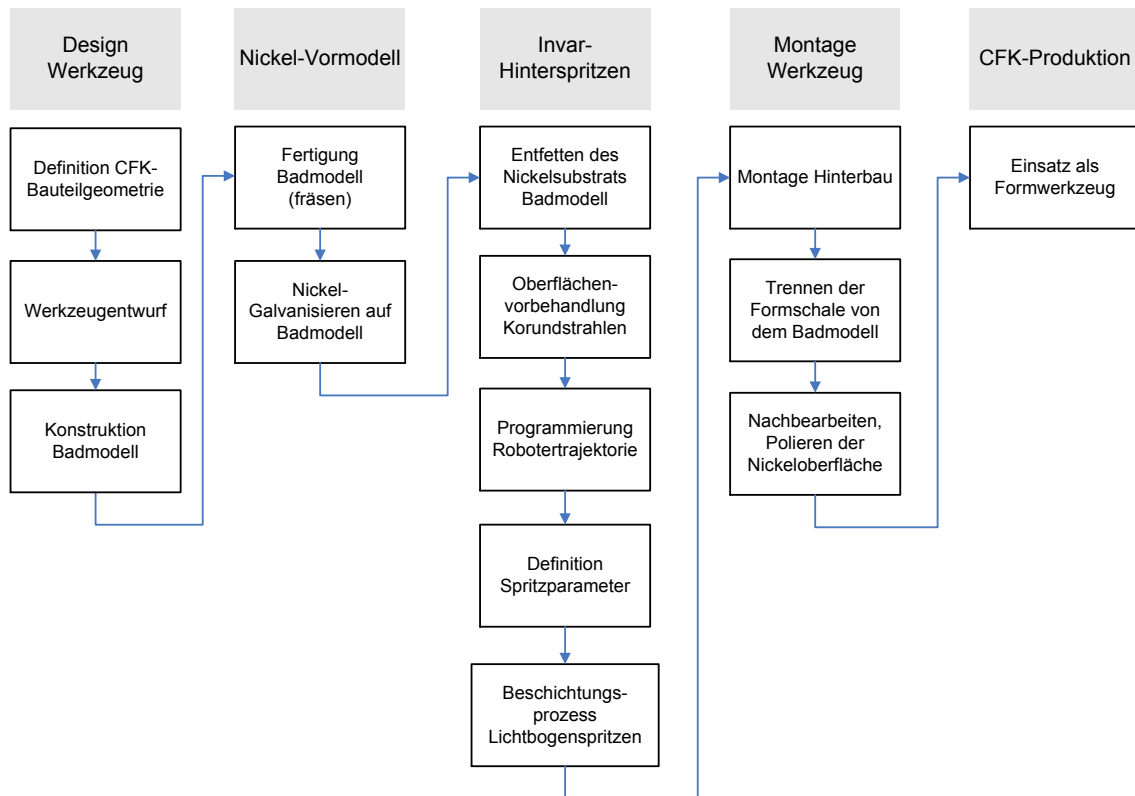 Design
Werkzeug
Nickel-Vormodell
Invar-
Hinterspritzen
Montage
Werkzeug
CFK-Produktion
Definition CFK-
Bauteilgeometrie
Werkzeugentwurf
Konstruktion
Badmodell
Fertigung
Badmodell
(fräsen)
Nickel-
Galvanisieren auf
Badmodell
Entfetten des
Nickelsubstrats
Badmodell
Oberflächen-
vorbehandlung
Korundstrahlen
Programmierung
Robotertrajektorie
Definition
Spritzparameter
Beschichtungs-
prozess
Lichtbogenspritzen
Montage Hinterbau
Trennen der
Formschale von
dem Badmodell
Nachbearbeiten,
Polieren der
Nickeloberfläche
Einsatz als
Formwerkzeug